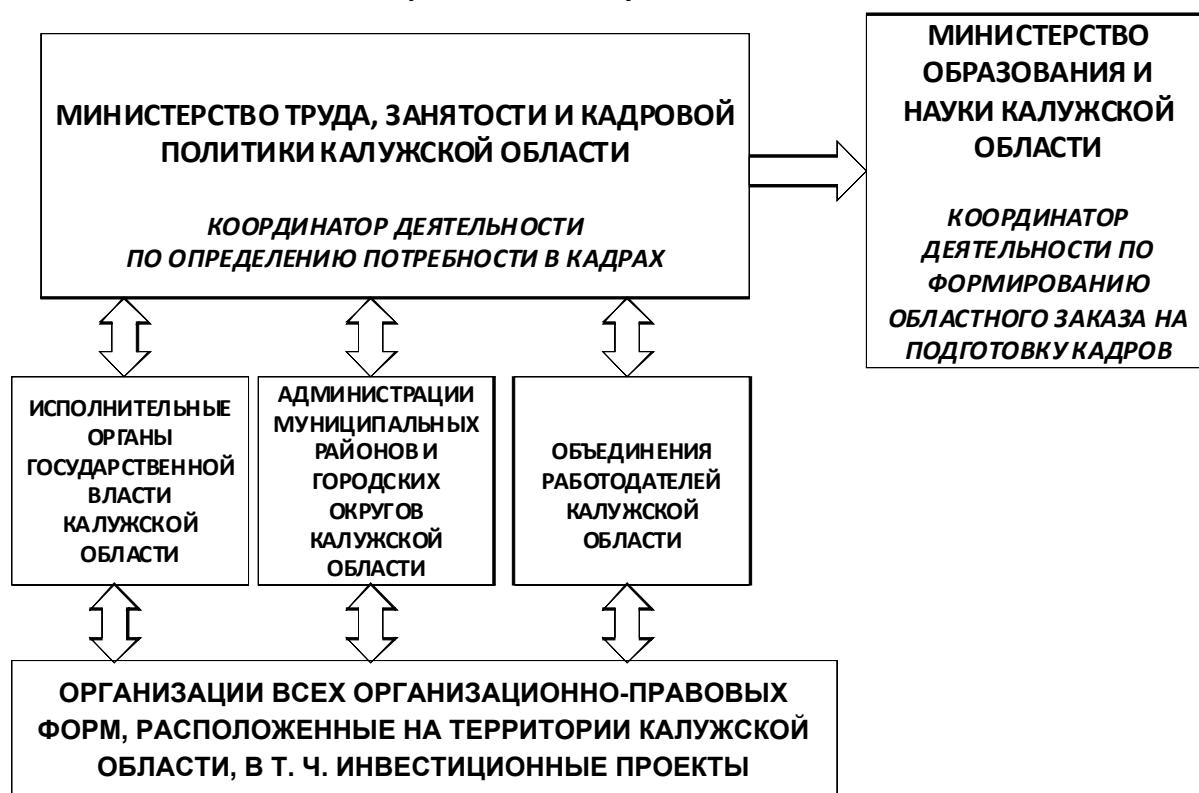 МИНИСТЕРСТВО ТРУДА, ЗАНЯТОСТИ И КАДРОВОЙ
ПОЛИТИКИ КАЛУЖСКОЙ ОБЛАСТИ
КООРДИНАТОР ДЕЯТЕЛЬНОСТИ
ПО ОПРЕДЕЛЕНИЮ ПОТРЕБНОСТИ В КАДРАХ
МИНИСТЕРСТВО
ОБРАЗОВАНИЯ И
НАУКИ КАЛУЖСКОЙ
ОБЛАСТИ
КООРДИНАТОР
ДЕЯТЕЛЬНОСТИ ПО
ФОРМИРОВАНИЮ
ОБЛАСТНОГО ЗАКАЗА НА
ПОДГОТОВКУ КАДРОВ
ИСПОЛНИТЕЛЬНЫЕ
ОРГАНЫ
ГОСУДАРСТВЕННОЙ
ВЛАСТИ
КАЛУЖСКОЙ
ОБЛАСТИ
АДМИНИСТРАЦИИ
МУНИЦИПАЛЬНЫХ
РАЙОНОВ И
ГОРОДСКИХ
ОКРУГОВ
КАЛУЖСКОЙ
ОБЛАСТИ
ОБЪЕДИНЕНИЯ
РАБОТОДАТЕЛЕЙ
КАЛУЖСКОЙ
ОБЛАСТИ
ОРГАНИЗАЦИИ ВСЕХ ОРГАНИЗАЦИОННО-ПРАВОВЫХ
ФОРМ, РАСПОЛОЖЕННЫЕ НА ТЕРРИТОРИИ КАЛУЖСКОЙ
ОБЛАСТИ, В Т. Ч. ИНВЕСТИЦИОННЫЕ ПРОЕКТЫ